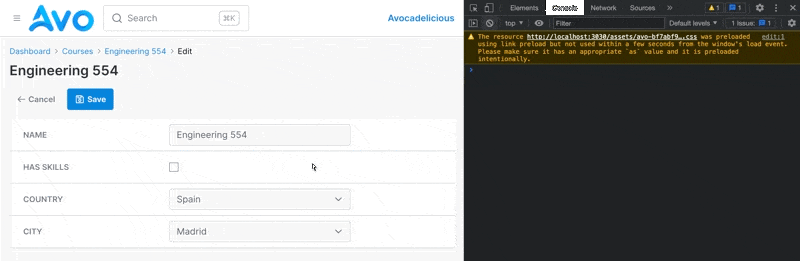 Avo
Search
⌘K
Avocadelicious
Dashboard > Courses > Engineering 554 > Edit
Engineering 554
← Cancel
Save
NAME
Engineering 554
HAS SKILLS
COUNTRY
Spain
CITY
Madrid
Elements
Console
Network
Sources
»
1
1
top
Filter
Default levels
1 Issue:
1
The resource http://localhost:3030/assets/avo-bf7abf9….css was preloaded
edit:1
using link preload but not used within a few seconds from the window's load event.
Please make sure it has an appropriate `as` value and it is preloaded
intentionally.